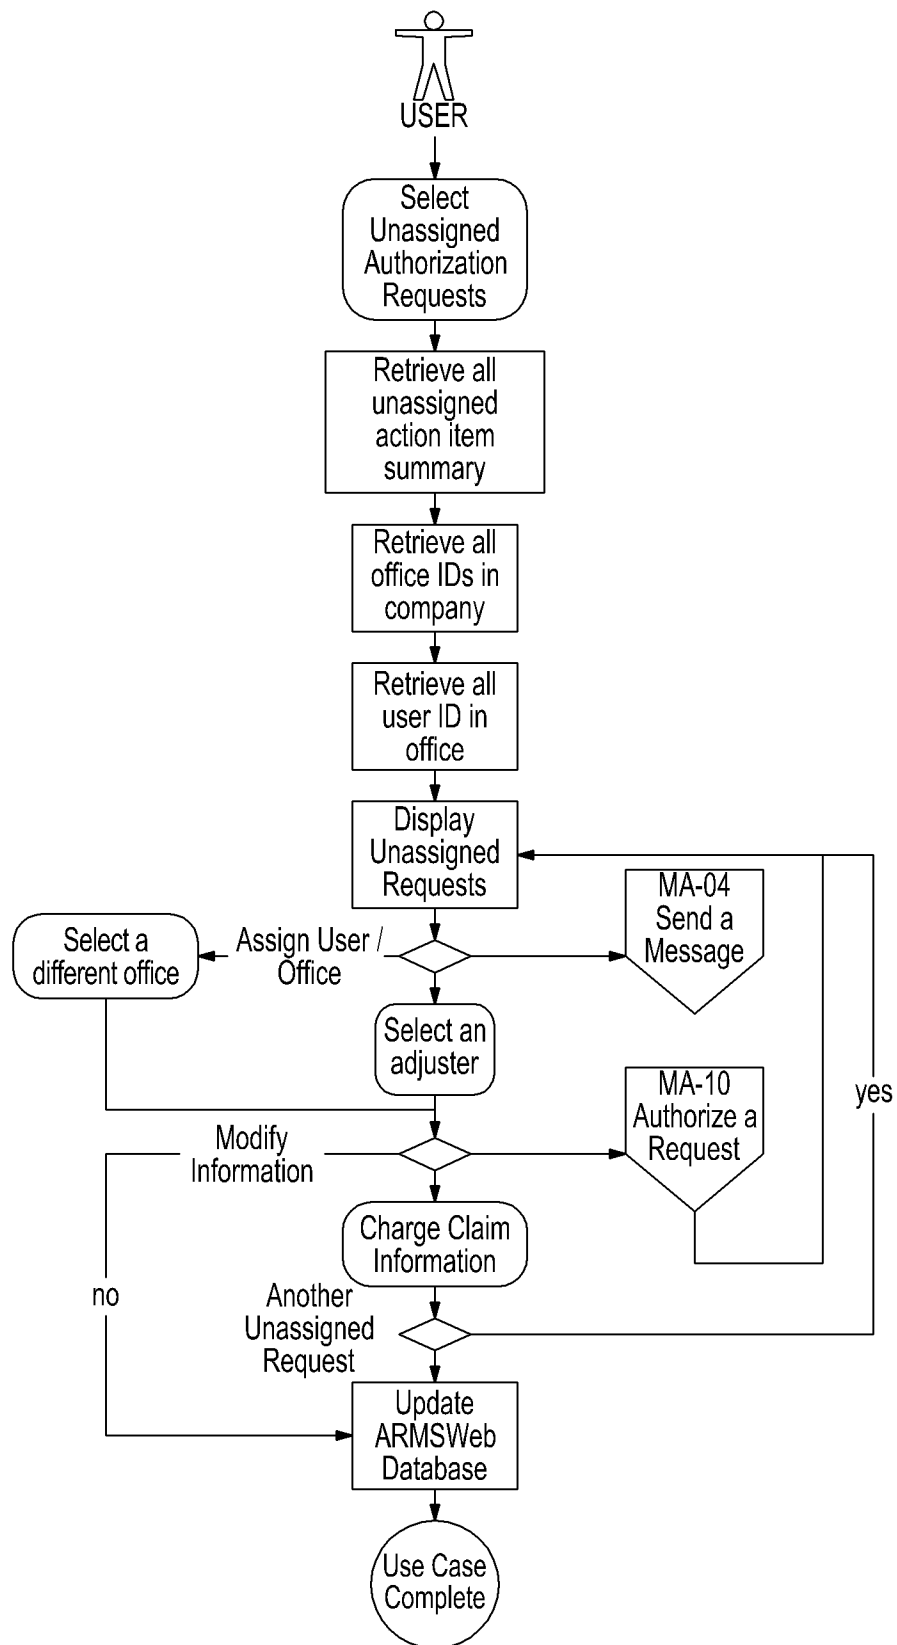 USER
Select
Unassigned
Authorization
Requests
Retrieve all
unassigned
action item
summary
Retrieve all
office IDs in
company
Retrieve all
user ID in
office
Display
Unassigned
Requests
MA-04
Send a
Message
Assign User /
Office
Select a
different office
Select an
adjuster
MA-10
Authorize a
Request
yes
Modify
Information
Charge Claim
Information
no
Another
Unassigned
Request
Update
ARMSWeb
Database
Use Case
Complete